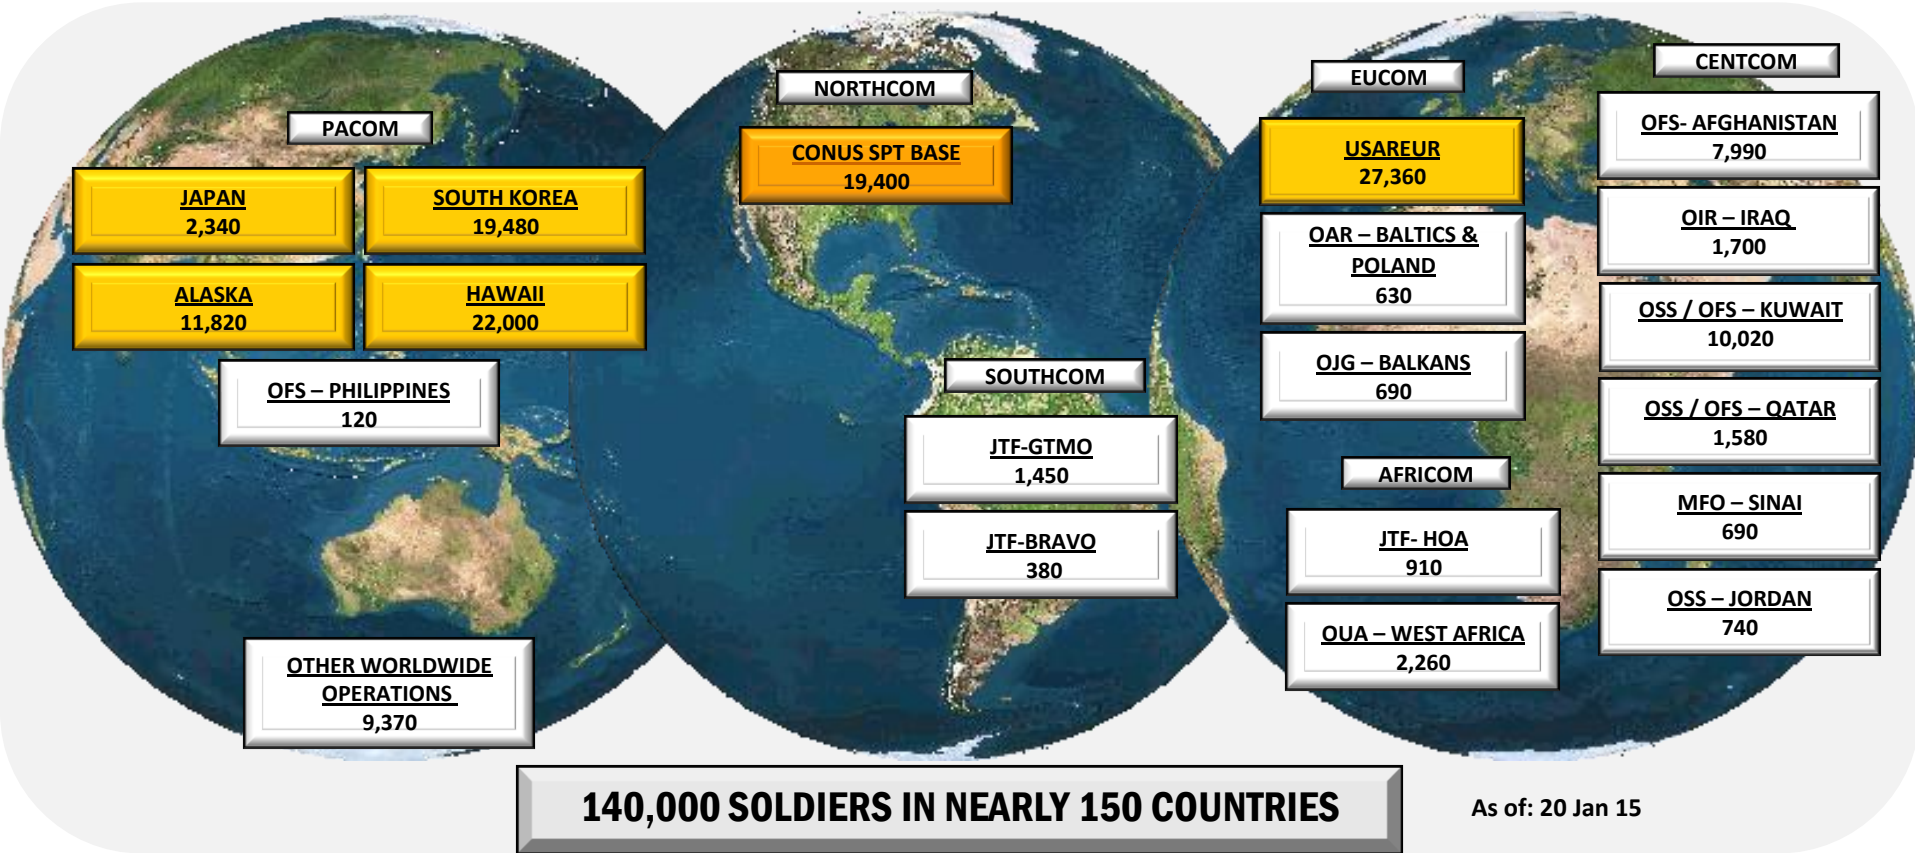 PACOM
JAPAN
2,340
SOUTH KOREA
19,480
ALASKA
11,820
HAWAII
22,000
OFS – PHILIPPINES
120
OTHER WORLDWIDE
OPERATIONS
9,370
NORTHCOM
CONUS SPT BASE
19,400
SOUTHCOM
JTF-GTMO
1,450
JTF-BRAVO
380
EUCOM
USAREUR
27,360
OAR – BALTICS &
POLAND
630
OJG – BALKANS
690
AFRICOM
JTF- HOA
910
OUA – WEST AFRICA
2,260
CENTCOM
OFS- AFGHANISTAN
7,990
OIR – IRAQ
1,700
OSS / OFS – KUWAIT
10,020
OSS / OFS – QATAR
1,580
MFO – SINAI
690
OSS – JORDAN
740
140,000 SOLDIERS IN NEARLY 150 COUNTRIES
As of: 20 Jan 15